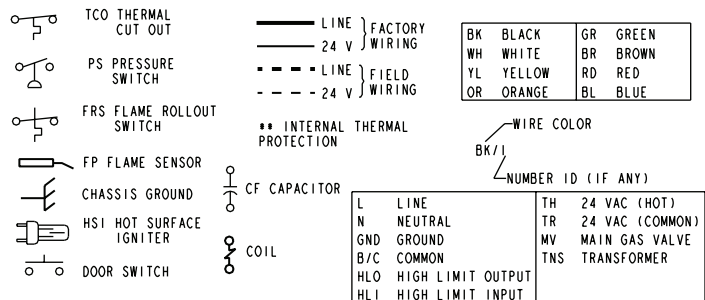 TCO THERMAL
CUT OUT
PS PRESSURE
SWITCH
FRS FLAME ROLLOUT
SWITCH
FP FLAME SENSOR
CHASSIS GROUND
HSI HOT SURFACE
IGNITER
DOOR SWITCH
LINE
24 V
FACTORY
WIRING
LINE
24 V
FIELD
WIRING
** INTERNAL THERMAL
PROTECTION
CF CAPACITOR
COIL
BK BLACK GR GREEN
WH WHITE BR BROWN
YL YELLOW RD RED
OR ORANGE BL BLUE
WIRE COLOR
BK/1
NUMBER ID (IF ANY)
L LINE TH 24 VAC (HOT)
N NEUTRAL TR 24 VAC (COMMON)
GND GROUND MV MAIN GAS VALVE
B/C COMMON TNS TRANSFORMER
HLO HIGH LIMIT OUTPUT
HLI HIGH LIMIT INPUT